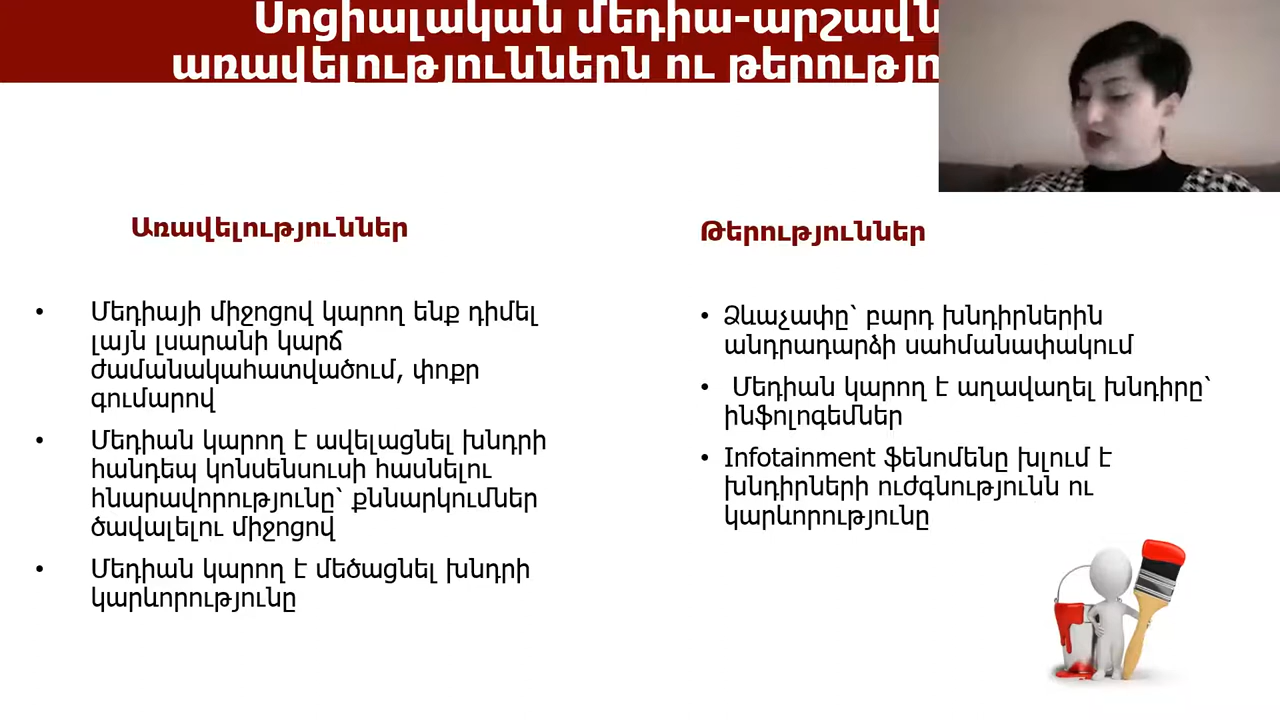 Սոցիալական մեդիա-արշավն
առավելություններն ու թերությո
Առավելություններ
• Մեդիայի միջոցով կարող ենք դիմել
լայն լսարանի կարճ
ժամանակահատվածում, փոքր
գումարով
• Մեդիան կարող է ավելացնել խնդրի
հանդեպ կոնսենսուսի հասնելու
հնարավորությունը՝ քննարկումներ
ծավալելու միջոցով
• Մեդիան կարող է մեծացնել խնդրի
կարևորությունը
Թերություններ
• Ձևաչափը՝ բարդ խնդիրներին
անդրադարձի սահմանափակում
• Մեդիան կարող է աղավաղել խնդիրը՝
ինֆոլոգեմներ
• Infotainment ֆենոմենը խլում է
խնդիրների ուժգնությունն ու
կարևորությունը